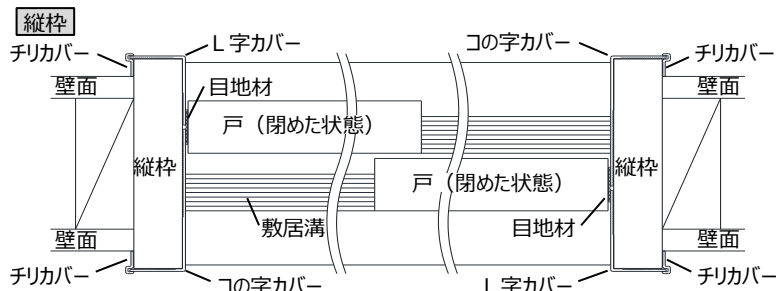 縦枠
チリカバー
L字カバー
コの字カバー
チリカバー
壁面
目地材
戸（閉めた状態）
壁面
縦枠
縦枠
戸（閉めた状態）
敷居溝
目地材
壁面
壁面
チリカバー
コの字カバー
L字カバー
チリカバー